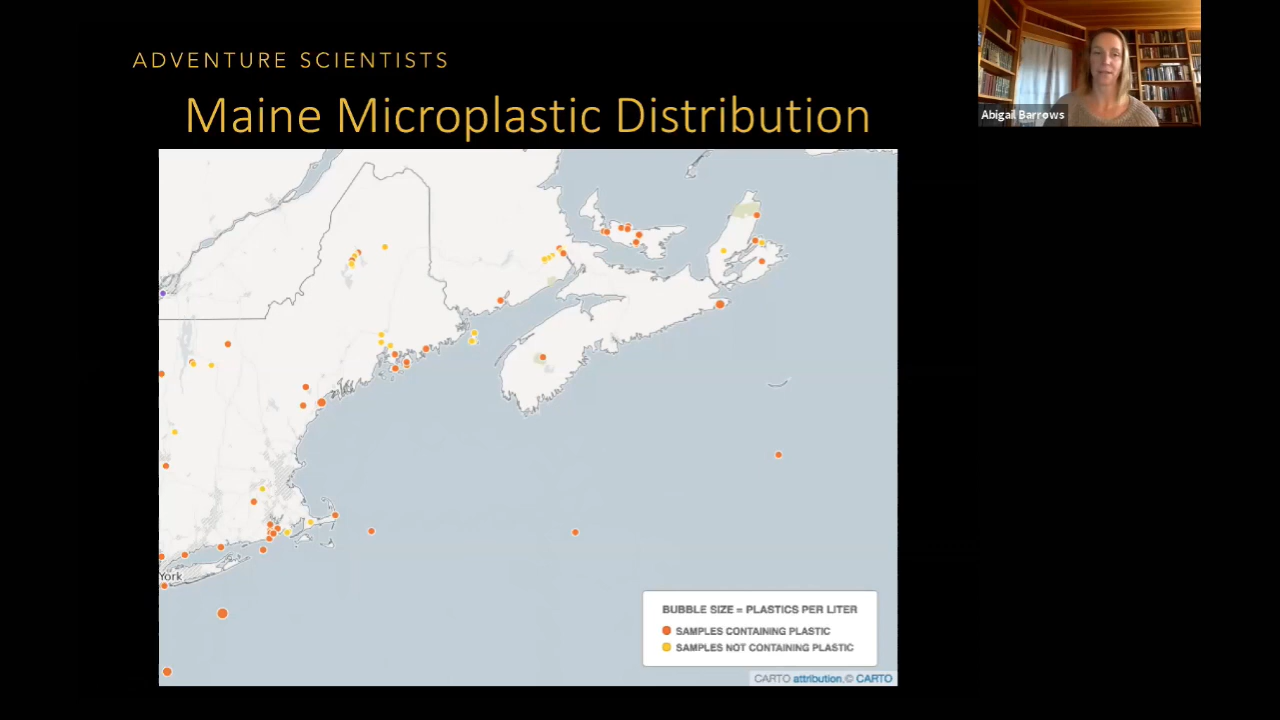 ADVENTURE SCIENTISTS
Maine Microplastic Distribution
Abigail Barrows
York
BUBBLE SIZE = PLASTICS PER LITER
SAMPLES CONTAINING PLASTIC
SAMPLES NOT CONTAINING PLASTIC
CARTO attribution,© CARTO